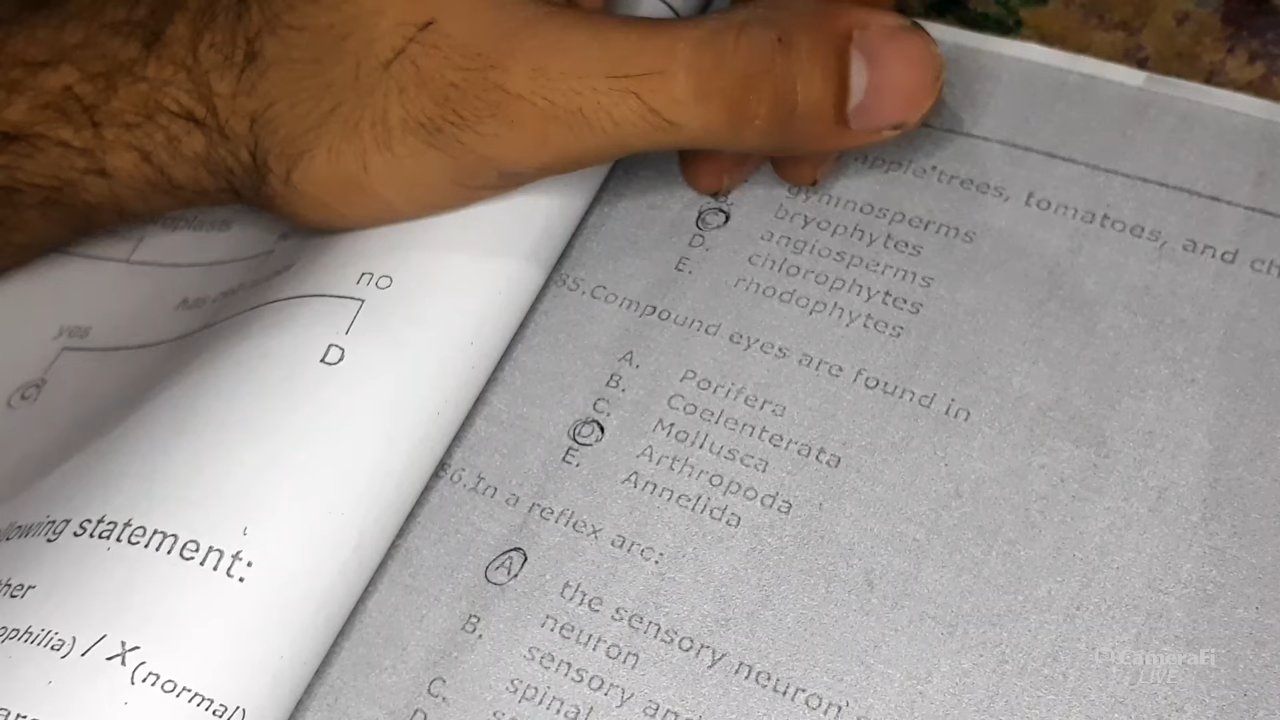 no
yes
D
C
llowing statement:
ther
ophilia) / X(normal)
apple trees, tomatoes, and ch
B. gymnosperms
C bryophytes
D. angiosperms
E. chlorophytes
rhodophytes
85.Compound eyes are found in
A. Porifera
B. Coelenterata
C. Mollusca
D. Arthropoda
E. Annelida
86.In a reflex arc:
A. the sensory neuron
neuron
B. sensory and
C. spinal
D.
CameraFi
LIVE